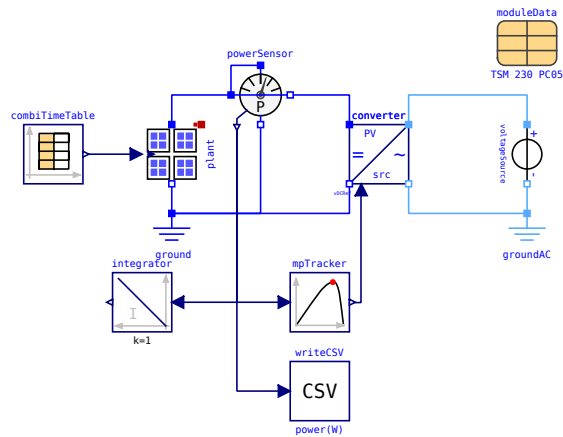 moduleData
TSM 230 PC05
powerSensor
P
combiTimeTable
plant
converter
PV
=
~
src
vDCRef
voltageSource
+
-
ground
groundAC
integrator
I
k=1
mpTracker
writeCSV
CSV
power(W)